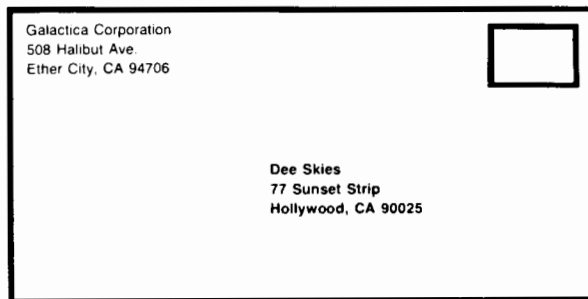 Galactica Corporation
508 Halibut Ave.
Ether City, CA 94706
Dee Skies
77 Sunset Strip
Hollywood, CA 90025